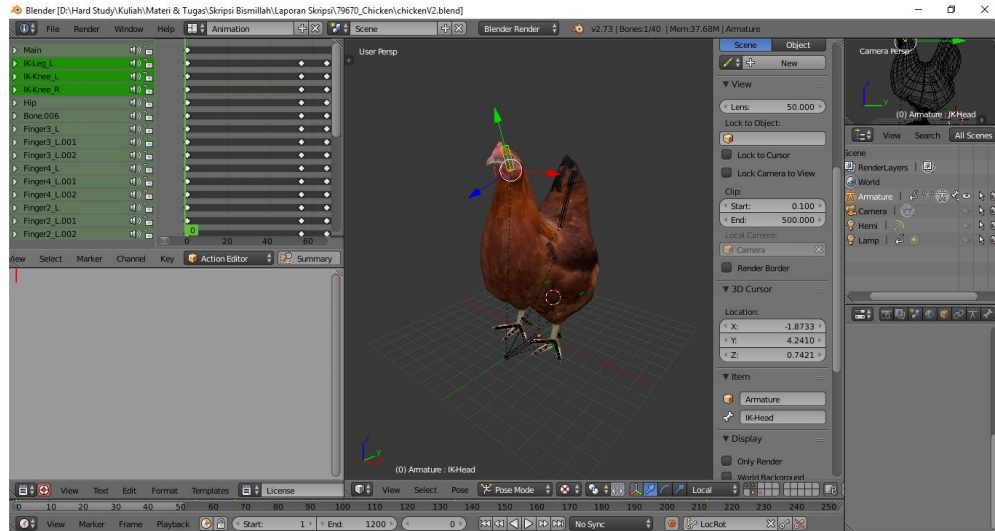 Blender [D:\Hard Study\Kuliah\Materi & Tugas\Skripsi Bismillah\Laporan Skripsi\79670_Chicken\chickenV2.blend]
File Render Window Help Animation Scene Blender Render v2.73 | Bones:1/40 | Mem:37.68M | Armature
Main
IK-Leg_L
IK-Knee_L
IK-Knee_R
Hip
Bone.006
Finger3_L
Finger3_L.001
Finger3_L.002
Finger4_L
Finger4_L.001
Finger4_L.002
Finger2_L
Finger2_L.001
Finger2_L.002
0 20 40 60
View Select Marker Channel Key Action Editor Summary
View Text Edit Format Templates License
User Persp
(0) Armature : IK-Head
View Select Pose Pose Mode Local
Scene Object
New
View
Lens: 50.000
Lock to Object:
Lock to Cursor
Lock Camera to View
Clip:
Start: 0.100
End: 500.000
Local Camera:
Camera
Render Border
3D Cursor
Location:
X: -1.8733
Y: 4.2410
Z: 0.7421
Item
Armature
IK-Head
Display
Only Render
World Background
Camera Persp
(0) Armature : IK-Head
View Search All Scenes
Scene
RenderLayers |
World
Armature |
Camera |
Hemi |
Lamp |
0 10 20 30 40 50 60 70 80 90 100 110 120 130 140 150 160 170 180 190 200 210 220 230 240 250
View Marker Frame Playback Start: 1 End: 1200 0 No Sync LocRot